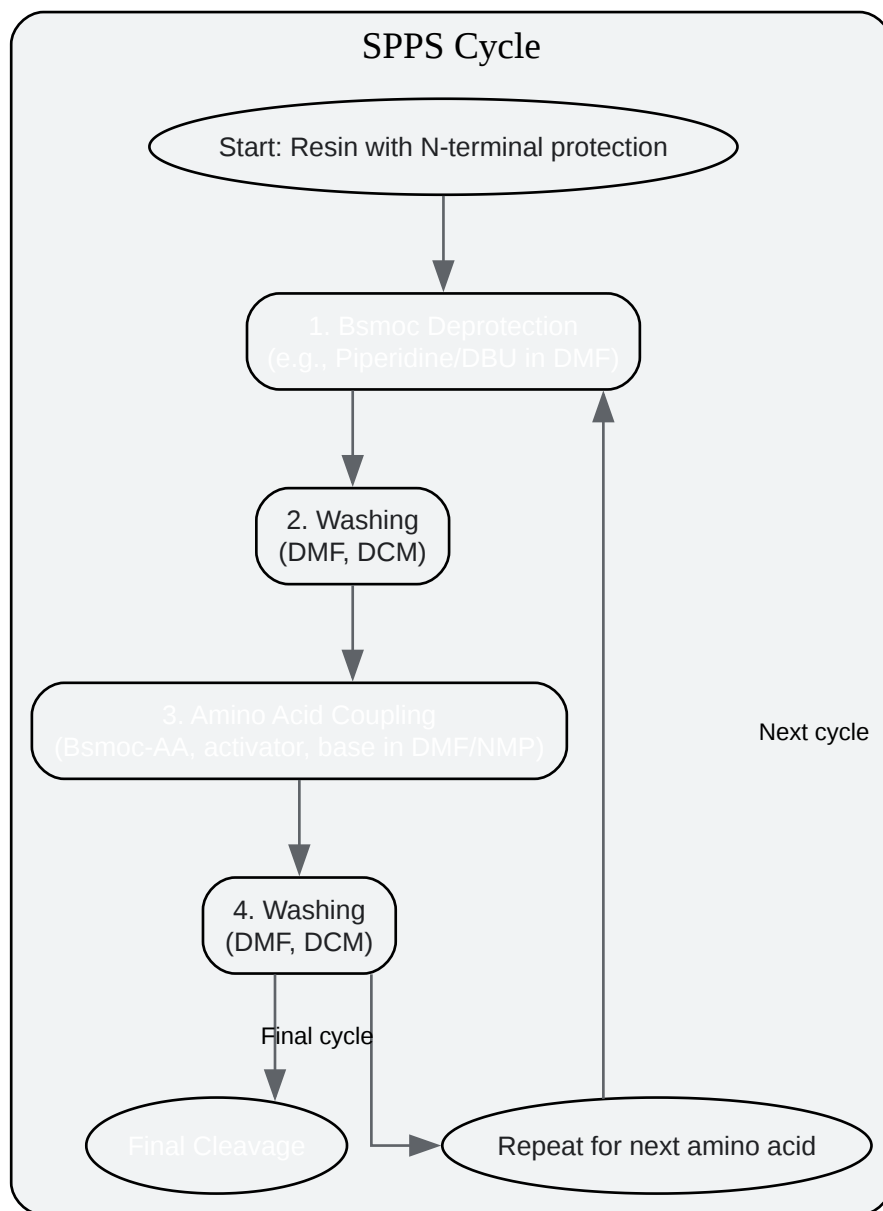 SPPS Cycle
Start: Resin with N-terminal protection
1. Bsmoc Deprotection
(e.g., Piperidine/DBU in DMF)
2. Washing
(DMF, DCM)
3. Amino Acid Coupling
(Bsmoc-AA, activator, base in DMF/NMP)
Next cycle
4. Washing
(DMF, DCM)
Final cycle
Final Cleavage
Repeat for next amino acid